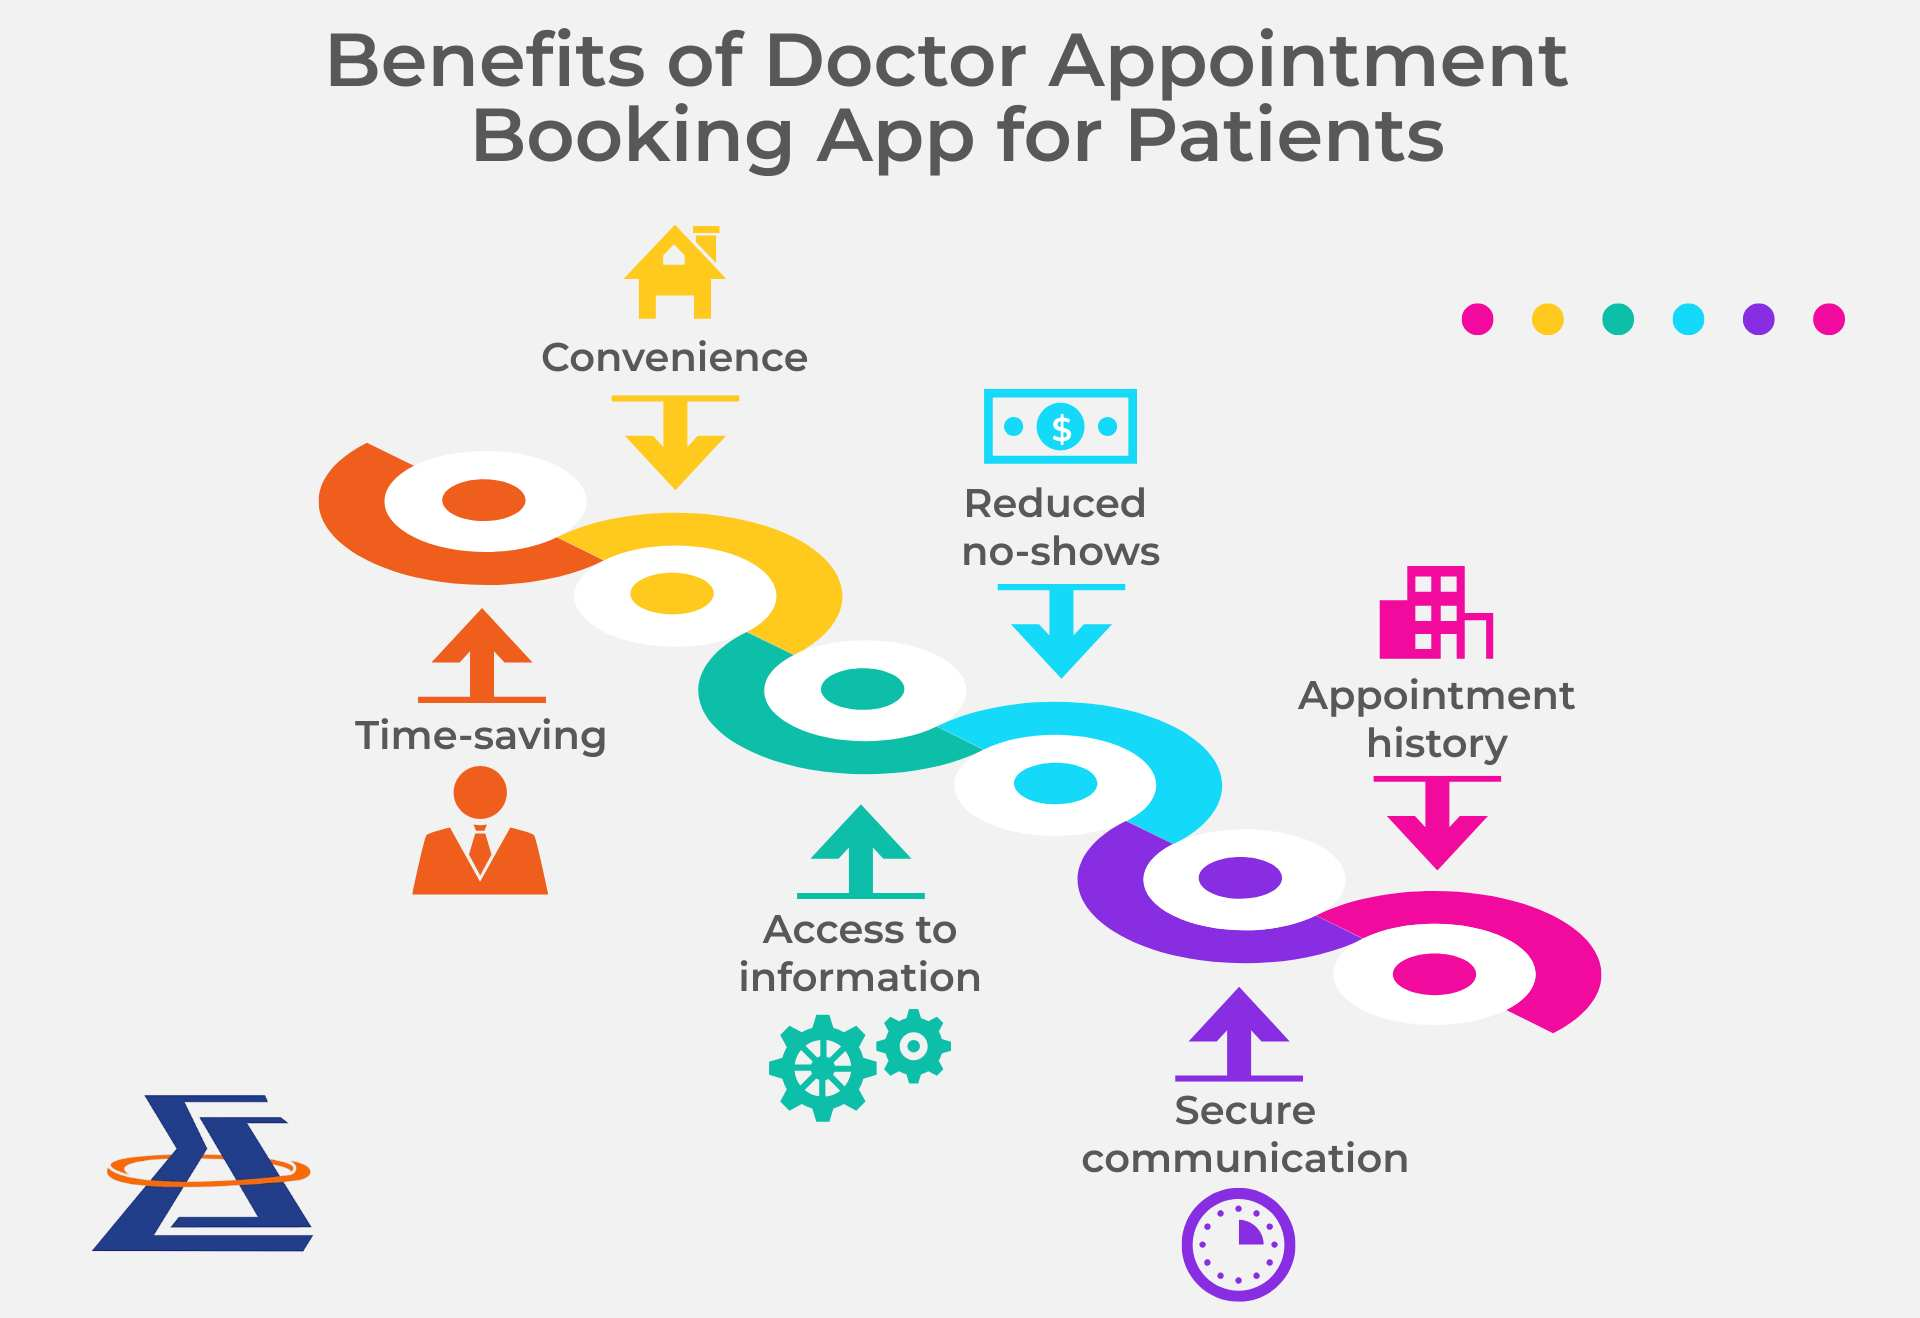 Benefits of Doctor Appointment
Booking App for Patients
Convenience
$
Reduced
no-shows
Appointment
history
Time-saving
Access to
information
Secure
communication